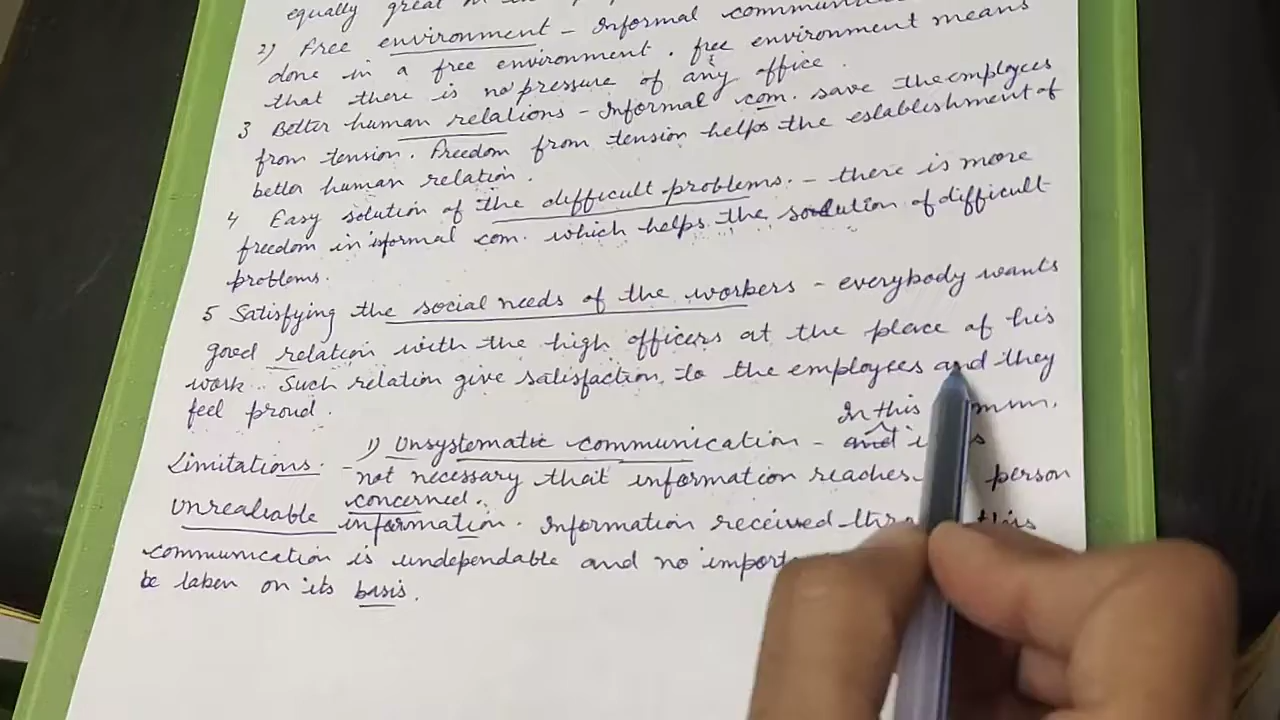 equally great in the
2) Free environment - Informal communi
done in a free environment. free environment means
that there is no pressure of any office.
3 Better human relations - Informal com. save the employees
from tension. Freedom from tension helps the establishment of
better human relation.
4 Easy solution of the difficult problems. - there is more
freedom in informal com. which helps the solution of difficult
problems.
5 Satisfying the social needs of the workers - everybody wants
good relation with the high officers at the place of his
work. Such relation give satisfaction to the employees and they
feel proud.
In this
Limitations: 1) Unsystematic communication - and
- not necessary that information reaches person
concerned.
Unrealiable information. Information received this
communication is undependable and no import
be taken on its basis.